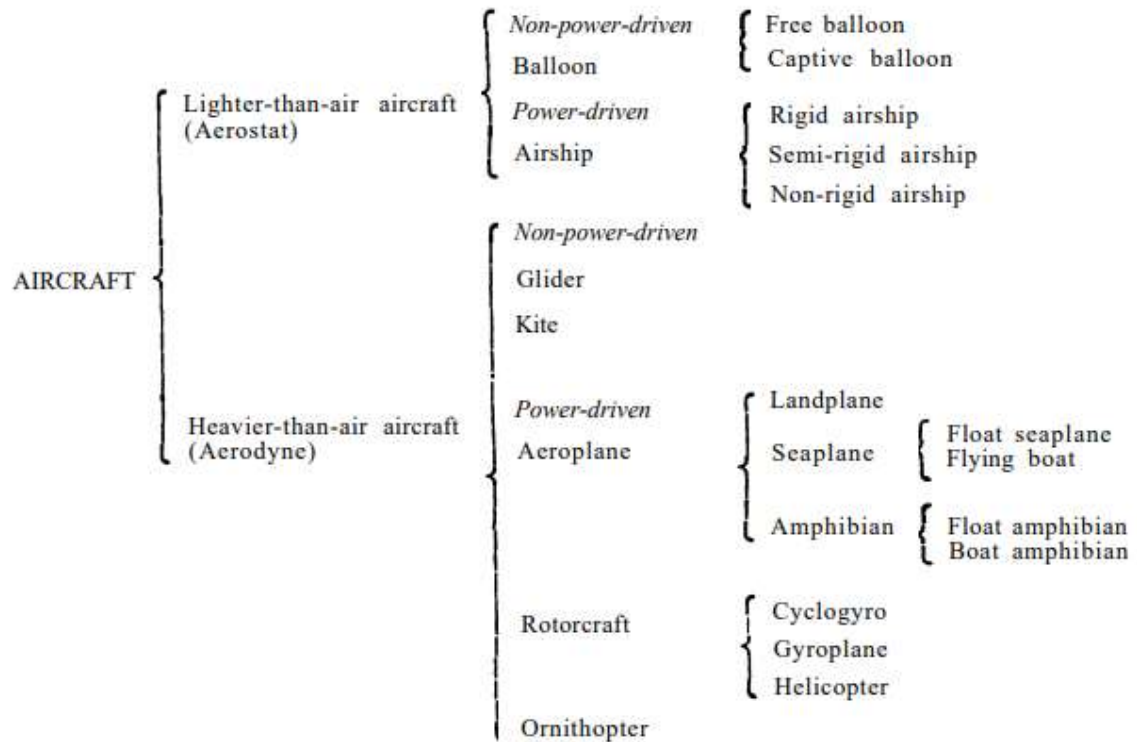 AIRCRAFT
Lighter-than-air aircraft
(Aerostat)
Non-power-driven
Balloon
Free balloon
Captive balloon
Power-driven
Airship
Rigid airship
Semi-rigid airship
Non-rigid airship
Heavier-than-air aircraft
(Aerodyne)
Non-power-driven
Glider
Kite
Power-driven
Aeroplane
Landplane
Seaplane
Float seaplane
Flying boat
Amphibian
Float amphibian
Boat amphibian
Rotorcraft
Cyclogyro
Gyroplane
Helicopter
Ornithopter